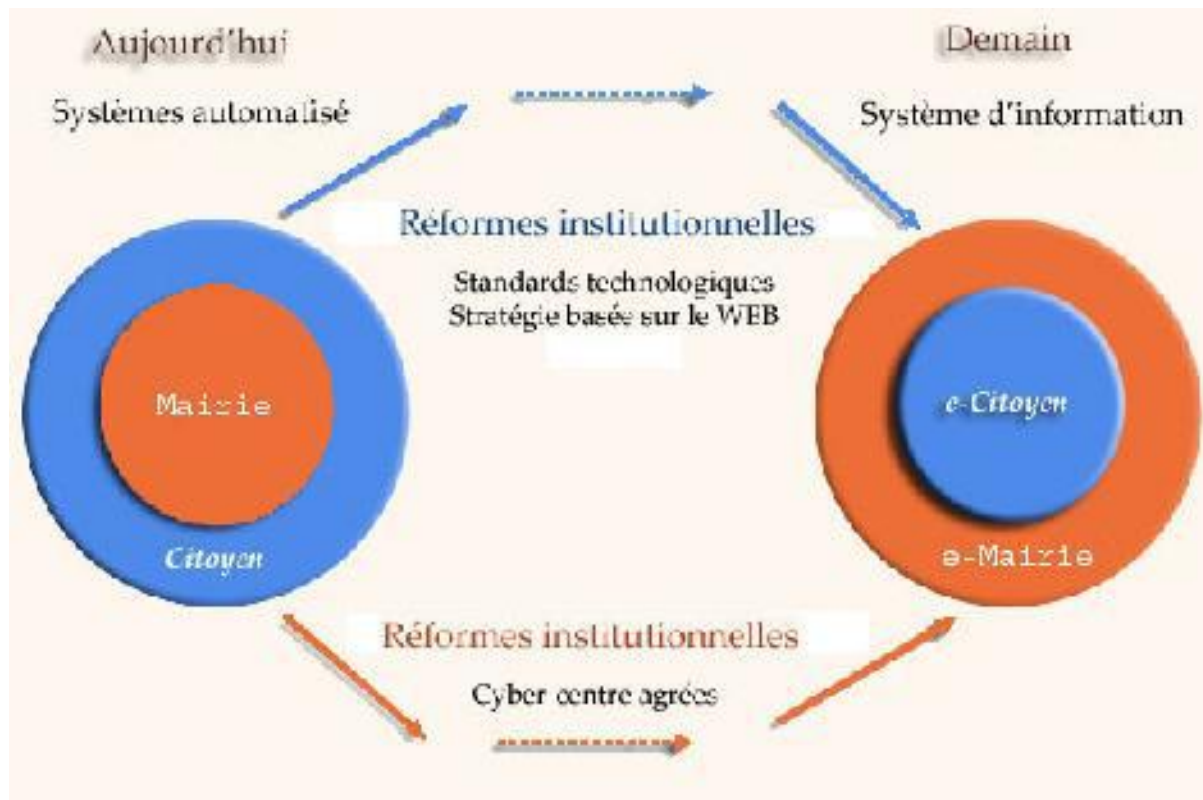 Aujourd'hui
Demain
Systèmes automatisé
Système d'information
Réformes institutionnelles
Standards technologiques
Stratégie basée sur le WEB
Mairie
Citoyen
e-Citoyen
e-Mairie
Réformes institutionnelles
Cyber centre agrées